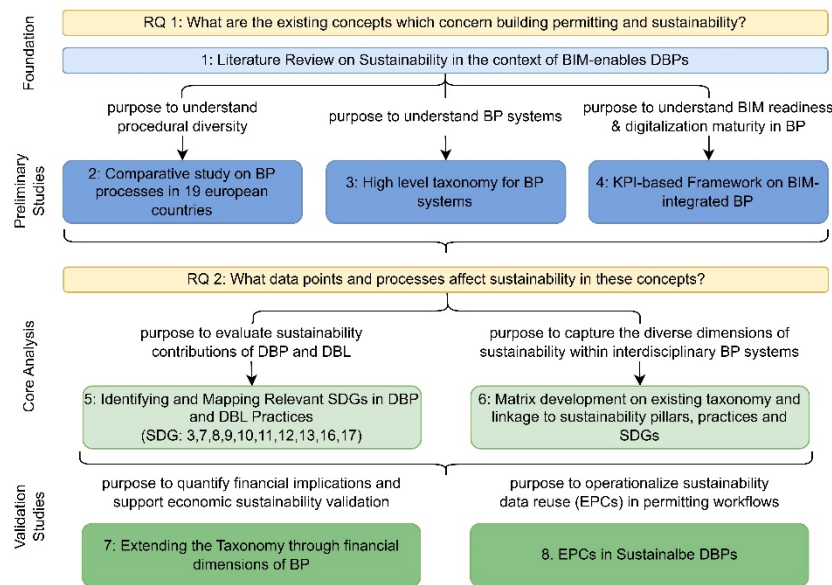 Foundation
RQ 1: What are the existing concepts which concern building permitting and sustainability?
1: Literature Review on Sustainability in the context of BIM-enables DBPs
purpose to understand
procedural diversity
purpose to understand BP systems
purpose to understand BIM readiness
& digitalization maturity in BP
Preliminary
Studies
2: Comparative study on BP
processes in 19 european
countries
3: High level taxonomy for BP
systems
4: KPI-based Framework on BIM-
integrated BP
RQ 2: What data points and processes affect sustainability in these concepts?
Core Analysis
purpose to evaluate sustainability
contributions of DBP and DBL
purpose to capture the diverse dimensions of
sustainability within interdisciplinary BP systems
5: Identifying and Mapping Relevant SDGs in DBP
and DBL Practices
(SDG: 3,7,8,9,10,11,12,13,16,17)
6: Matrix development on existing taxonomy and
linkage to sustainability pillars, practices and
SDGs
Validation
Studies
purpose to quantify financial implications and
support economic sustainability validation
purpose to operationalize sustainability
data reuse (EPCs) in permitting workflows
7: Extending the Taxonomy through financial
dimensions of BP
8. EPCs in Sustainalbe DBPs